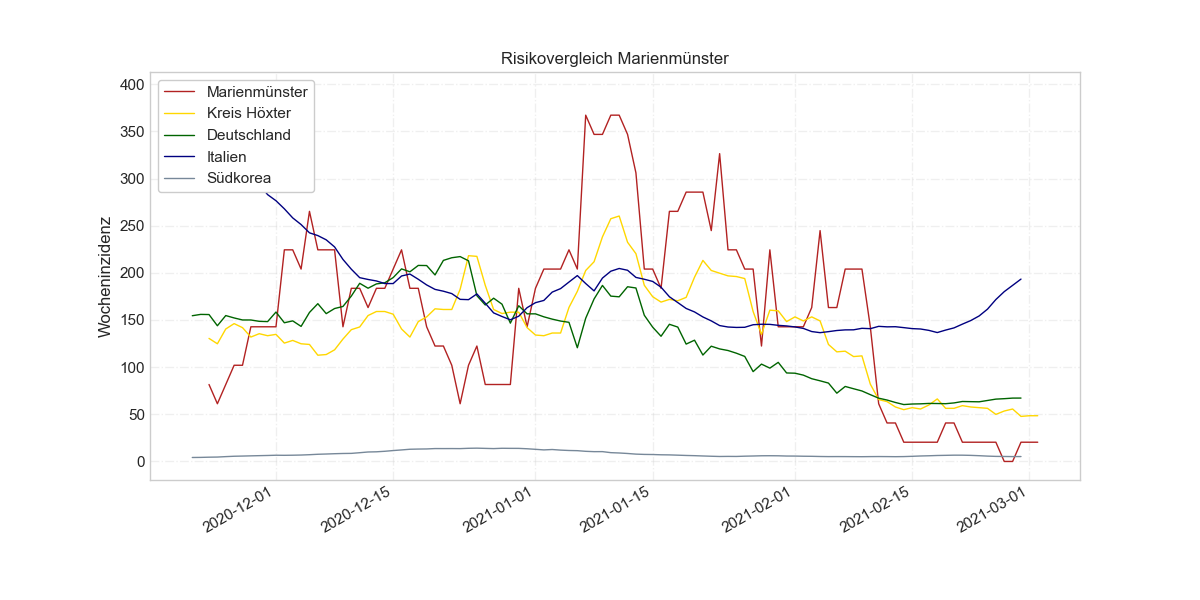 Risikovergleich Marienmünster
Wocheninzidenz
400
350
300
250
200
150
100
50
0
Marienmünster
Kreis Höxter
Deutschland
Italien
Südkorea
2020-12-01
2020-12-15
2021-01-01
2021-01-15
2021-02-01
2021-02-15
2021-03-01